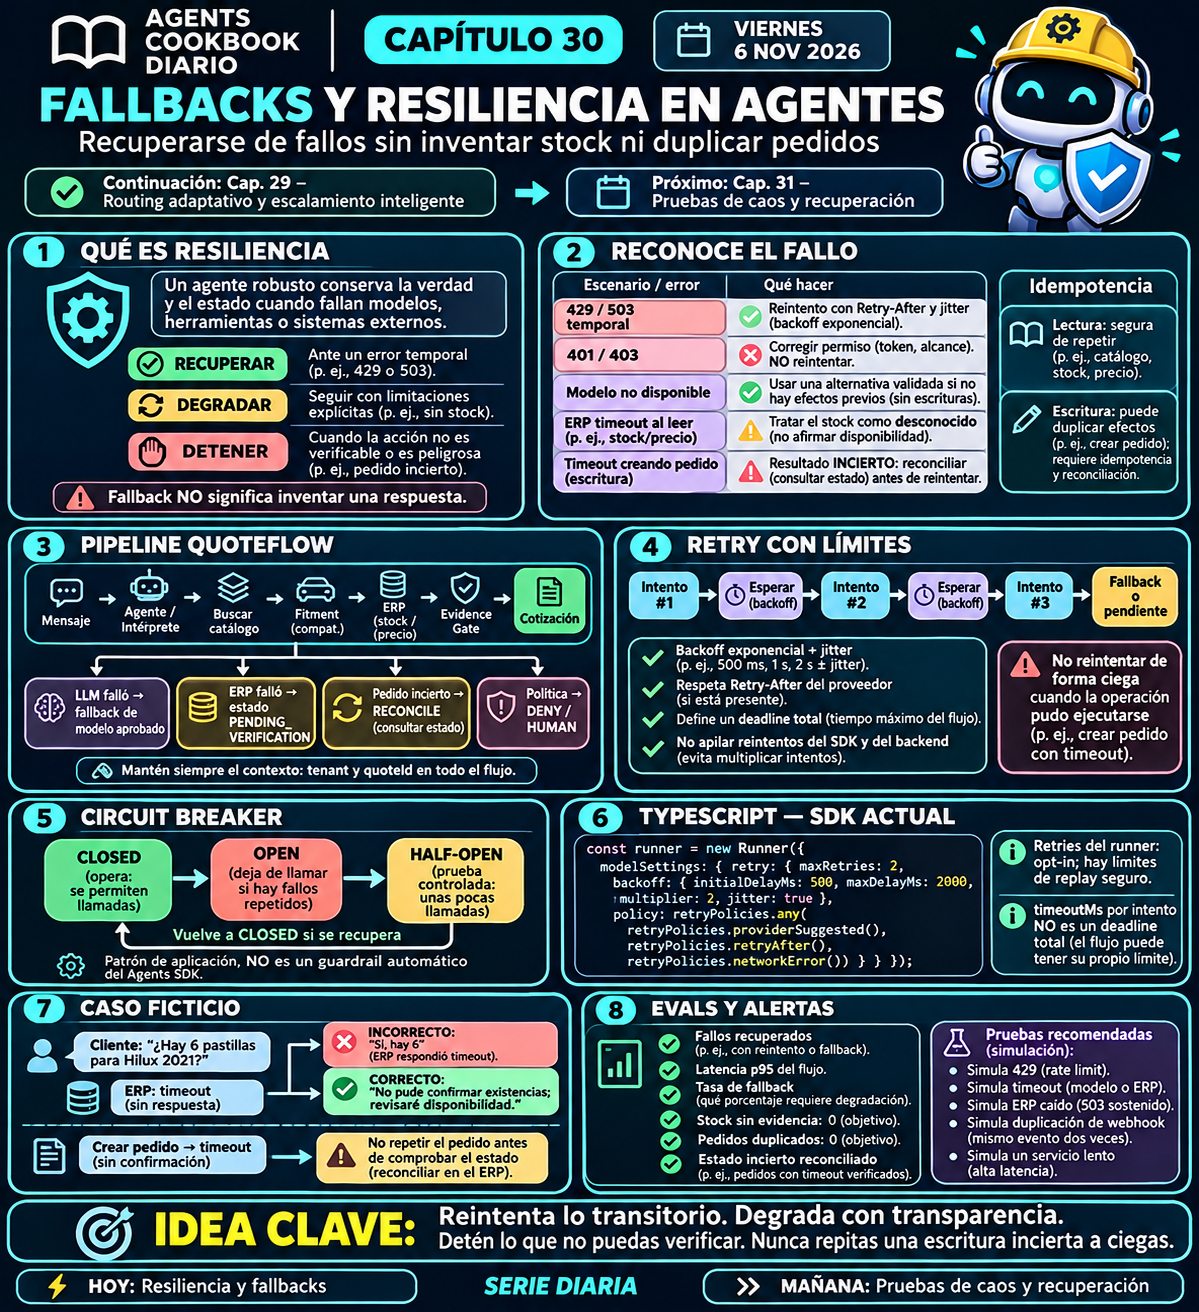 AGENTS
COOKBOOK
DIARIO
CAPÍTULO 30
VIERNES
6 NOV 2026
FALLBACKS Y RESILIENCIA EN AGENTES
Recuperarse de fallos sin inventar stock ni duplicar pedidos
Continuación: Cap. 29 –
Routing adaptativo y escalamiento inteligente
Próximo: Cap. 31 –
Pruebas de caos y recuperación
1 QUÉ ES RESILIENCIA
Un agente robusto conserva la verdad
y el estado cuando fallan modelos,
herramientas o sistemas externos.
RECUPERAR
Ante un error temporal
(p. ej., 429 o 503).
DEGRADAR
Seguir con limitaciones
explícitas (p. ej., sin stock).
DETENER
Cuando la acción no es
verificable o es peligrosa
(p. ej., pedido incierto).
Fallback NO significa inventar una respuesta.
2 RECONOCE EL FALLO
Escenario / error
Qué hacer
429 / 503
temporal
Reintento con Retry-After y jitter
(backoff exponencial).
401 / 403
Corregir permiso (token, alcance).
NO reintentar.
Modelo no disponible
Usar una alternativa validada si no
hay efectos previos (sin escrituras).
ERP timeout al leer
(p. ej., stock/precio)
Tratar el stock como desconocido
(no afirmar disponibilidad).
Timeout creando pedido
(escritura)
Resultado INCIERTO: reconciliar
(consultar estado) antes de reintentar.
Idempotencia
Lectura: segura
de repetir
(p. ej., catálogo,
stock, precio).
Escritura: puede
duplicar efectos
(p. ej., crear pedido);
requiere idempotencia
y reconciliación.
3 PIPELINE QUOTEFLOW
Mensaje
Agente /
Intérprete
Buscar
catálogo
Fitment
(compat.)
ERP
(stock /
(precio)
Evidence
Gate
Cotización
LLM falló →
fallback de
modelo aprobado
ERP falló →
estado
PENDING_
VERIFICATION
Pedido incierto →
RECONCILE
(consultar estado)
Política →
DENY /
HUMAN
Mantén siempre el contexto: tenant y quoteId en todo el flujo.
4 RETRY CON LÍMITES
Intento
#1
Esperar
(backoff)
Intento
#2
Esperar
(backoff)
Intento
#3
Fallback
o
pendiente
Backoff exponencial + jitter
(p. ej., 500 ms, 1 s, 2 s ± jitter).
Respeta Retry-After del proveedor
(si está presente).
Define un deadline total (tiempo máximo del flujo).
No apilar reintentos del SDK y del backend
(evita multiplicar intentos).
No reintentar de
forma ciega
cuando la operación
pudo ejecutarse
(p. ej., crear pedido
con timeout).
5 CIRCUIT BREAKER
CLOSED
(opera:
se permiten
llamadas)
OPEN
(deja de llamar
si hay fallos
repetidos)
HALF-OPEN
(prueba
controlada:
unas pocas
llamadas)
Vuelve a CLOSED si se recupera
Patrón de aplicación, NO es un guardrail automático
del Agents SDK.
6 TYPESCRIPT — SDK ACTUAL
const runner = new Runner({
modelSettings: { retry: { maxRetries: 2,
backoff: { initialDelayMs: 500, maxDelayMs: 2000,
multiplier: 2, jitter: true },
policy: retryPolicies.any(
retryPolicies.providerSuggested(),
retryPolicies.retryAfter(),
retryPolicies.networkError()) } } });
Retries del runner:
opt-in; hay límites
de replay seguro.
timeoutMs por intento
NO es un deadline
total (el flujo puede
tener su propio límite).
7 CASO FICTICIO
Cliente: "¿Hay 6 pastillas
para Hilux 2021?"
ERP: timeout
(sin respuesta)
INCORRECTO:
"Sí, hay 6"
(ERP respondió timeout).
CORRECTO:
"No pude confirmar existencias;
revisaré disponibilidad."
Crear pedido → timeout
(sin confirmación)
No repetir el pedido antes
de comprobar el estado
(reconciliar en el ERP).
8 EVALS Y ALERTAS
Fallos recuperados
(p. ej., con reintento o fallback).
Latencia p95 del flujo.
Tasa de fallback
(qué porcentaje requiere degradación).
Stock sin evidencia: 0 (objetivo).
Pedidos duplicados: 0 (objetivo).
Estado incierto reconciliado
(p. ej., pedidos con timeout verificados).
Pruebas recomendadas
(simulación):
• Simula 429 (rate limit).
• Simula timeout (modelo o ERP).
• Simula ERP caído (503 sostenido).
• Simula duplicación de webhook
(mismo evento dos veces).
• Simula un servicio lento
(alta latencia).
IDEA CLAVE:
Reintenta lo transitorio. Degrada con transparencia.
Detén lo que no puedas verificar. Nunca repitas una escritura incierta a ciegas.
HOY: Resiliencia y fallbacks
SERIE DIARIA
MAÑANA: Pruebas de caos y recuperación